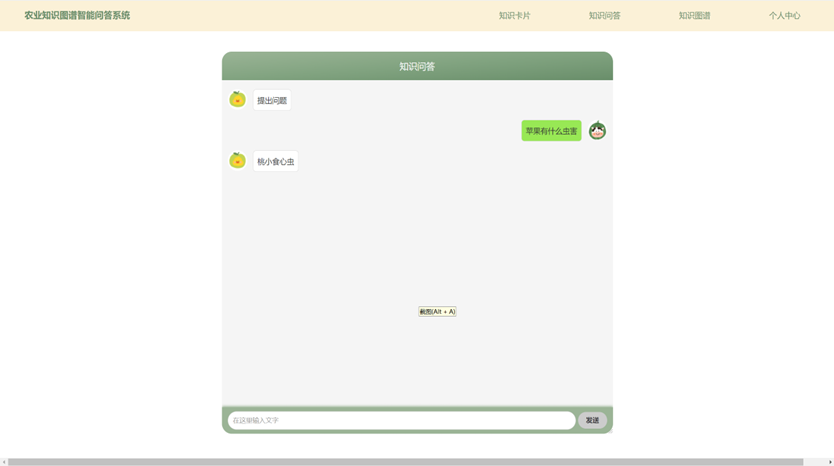 农业知识图谱智能问答系统
知识卡片
知识问答
知识图谱
个人中心
知识问答
提出问题
苹果有什么虫害
桃小食心虫
截图(Alt + A)
在这里输入文字
发送